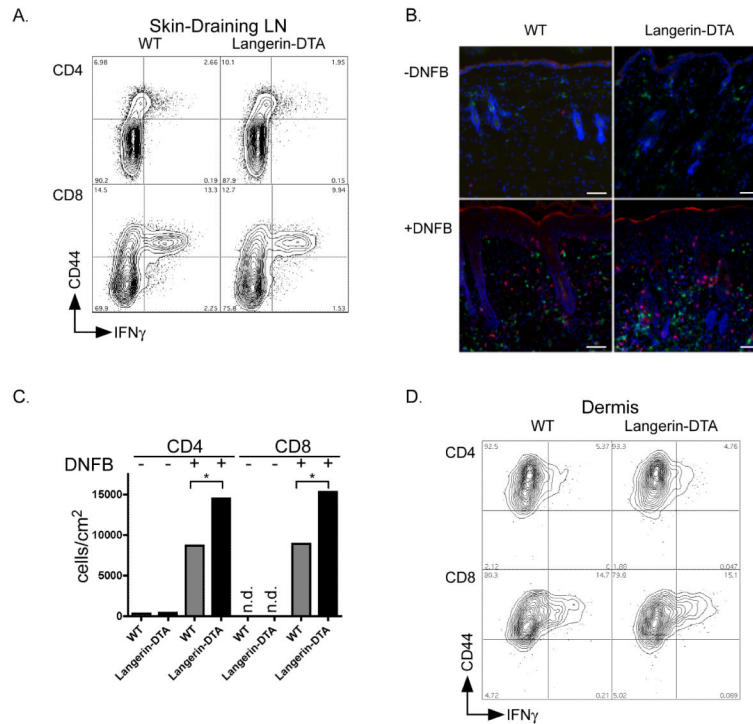 A.
Skin-Draining LN
WT Langerin-DTA
CD4
6.98 2.66 10.1 1.95
90.2 0.19 87.9 0.15
CD8
14.5 13.3 12.7 9.94
69.9 2.25 75.8 1.53
CD44
IFNγ
B.
WT Langerin-DTA
-DNFB
+DNFB
C.
CD4 CD8
DNFB - - + + - - + +
* *
15000
10000
5000
0
cells/cm²
n.d. n.d.
WT Langerin-DTA WT Langerin-DTA WT Langerin-DTA WT Langerin-DTA
D.
Dermis
WT Langerin-DTA
CD4
92.5 5.37 93.3 4.76
2.12 0 1.88 0.047
CD8
80.3 14.7 79.8 15.1
4.72 0.21 5.02 0.089
CD44
IFNγ